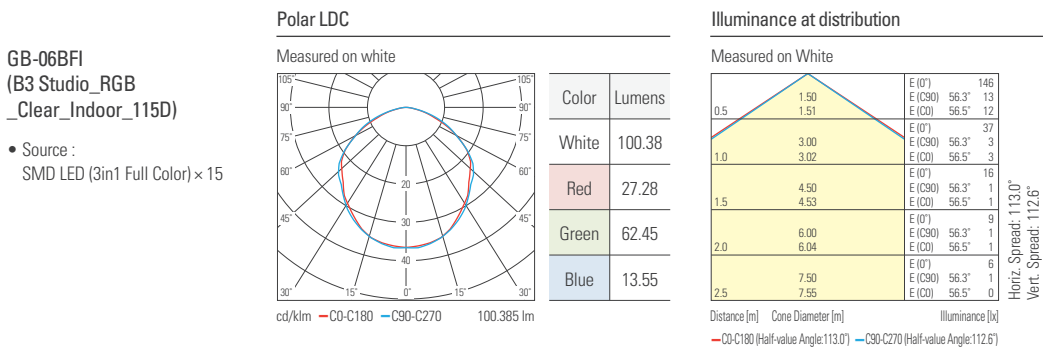 GB-06BFI
(B3 Studio_RGB
_Clear_Indoor_115D)
• Source :
SMD LED (3in1 Full Color) × 15
Polar LDC
Measured on white
105° 105°
90° 90°
75° 75°
60° 60°
45° 45°
30° 15° 0° 15° 30°
20
30
40
cd/klm C0-C180 C90-C270 100.385 lm
Color Lumens
White 100.38
Red 27.28
Green 62.45
Blue 13.55
Illuminance at distribution
Measured on White
E (0°) 146
1.50 E (C90) 56.3° 13
0.5 1.51 E (C0) 56.5° 12
E (0°) 37
3.00 E (C90) 56.3° 3
1.0 3.02 E (C0) 56.5° 3
E (0°) 16
4.50 E (C90) 56.3° 1
1.5 4.53 E (C0) 56.5° 1
E (0°) 9
6.00 E (C90) 56.3° 1
2.0 6.04 E (C0) 56.5° 1
E (0°) 6
7.50 E (C90) 56.3° 1
2.5 7.55 E (C0) 56.5° 0
Horiz. Spread: 113.0°
Vert. Spread: 112.6°
Distance [m] Cone Diameter [m] Illuminance [lx]
C0-C180 (Half-value Angle:113.0°) C90-C270 (Half-value Angle:112.6°)